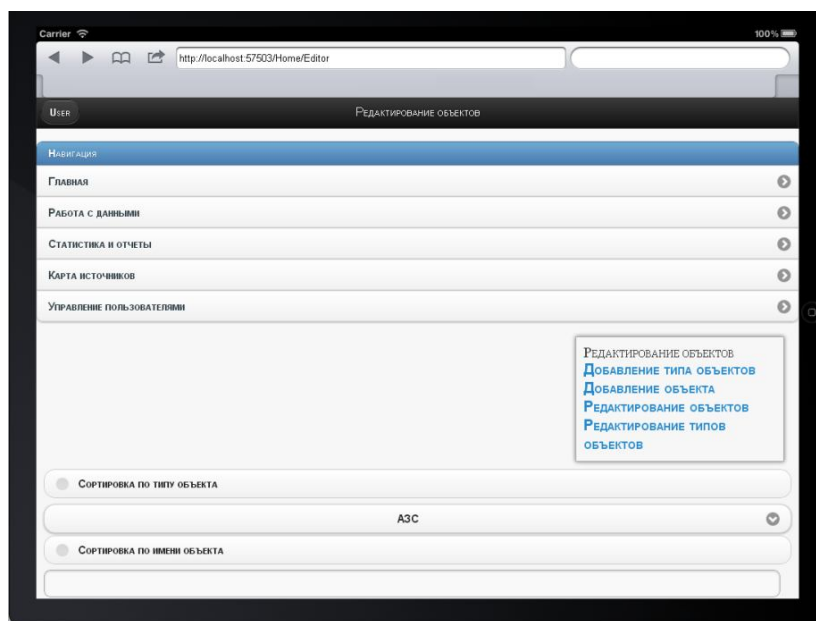 Carrier 100%
http://localhost:57503/Home/Editor
User Редактирование объектов
Навигация
Главная
Работа с данными
Статистика и отчеты
Карта источников
Управление пользователями
Редактирование объектов
Добавление типа объектов
Добавление объекта
Редактирование объектов
Редактирование типов
объектов
Сортировка по типу объекта
АЗС
Сортировка по имени объекта